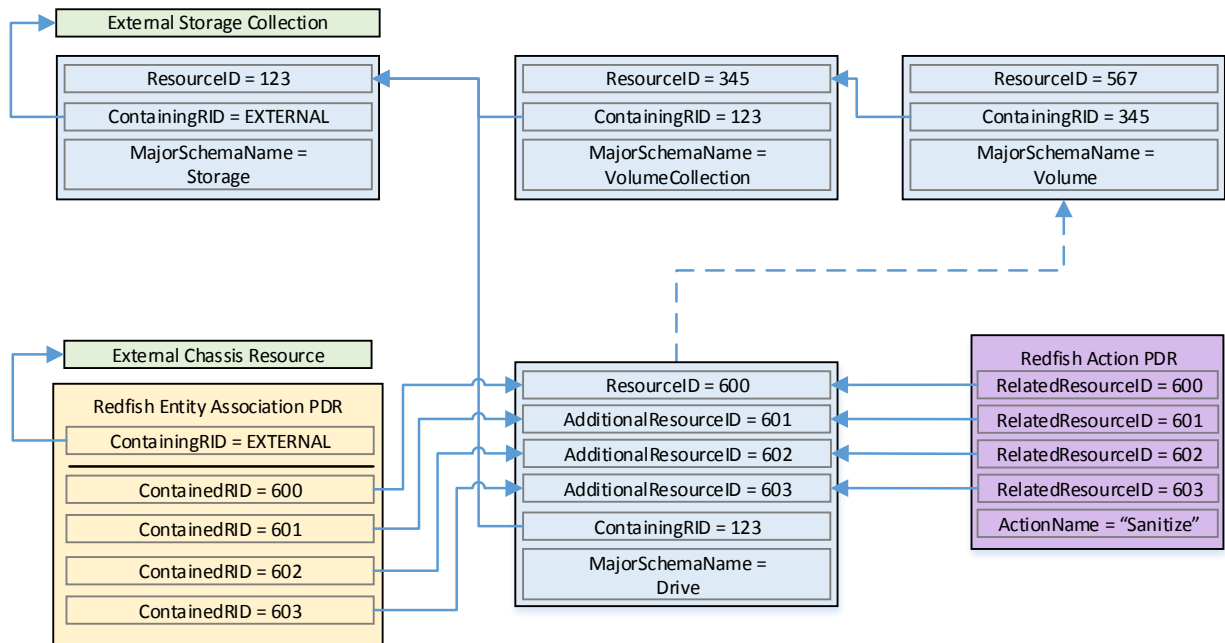 External Storage Collection
ResourceID = 123
ContainingRID = EXTERNAL
MajorSchemaName =
Storage
ResourceID = 345
ContainingRID = 123
MajorSchemaName =
VolumeCollection
ResourceID = 567
ContainingRID = 345
MajorSchemaName =
Volume
External Chassis Resource
Redfish Entity Association PDR
ContainingRID = EXTERNAL
ContainedRID = 600
ContainedRID = 601
ContainedRID = 602
ContainedRID = 603
ResourceID = 600
AdditionalResourceID = 601
AdditionalResourceID = 602
AdditionalResourceID = 603
ContainingRID = 123
MajorSchemaName =
Drive
Redfish Action PDR
RelatedResourceID = 600
RelatedResourceID = 601
RelatedResourceID = 602
RelatedResourceID = 603
ActionName = “Sanitize”